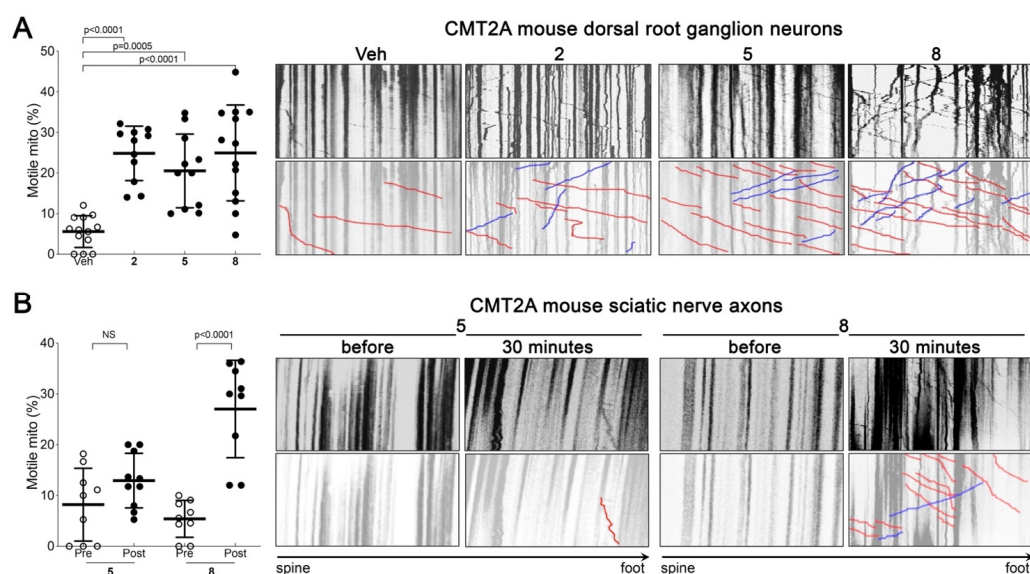 A
CMT2A mouse dorsal root ganglion neurons
p<0.0001
p=0.0005
p<0.0001
Veh 2 5 8
Motile mito (%)
50
40
30
20
10
0
Veh 2 5 8
B
CMT2A mouse sciatic nerve axons
5 8
before 30 minutes before 30 minutes
NS
p<0.0001
Motile mito (%)
40
30
20
10
0
Pre Post Pre Post
5 8
spine foot spine foot